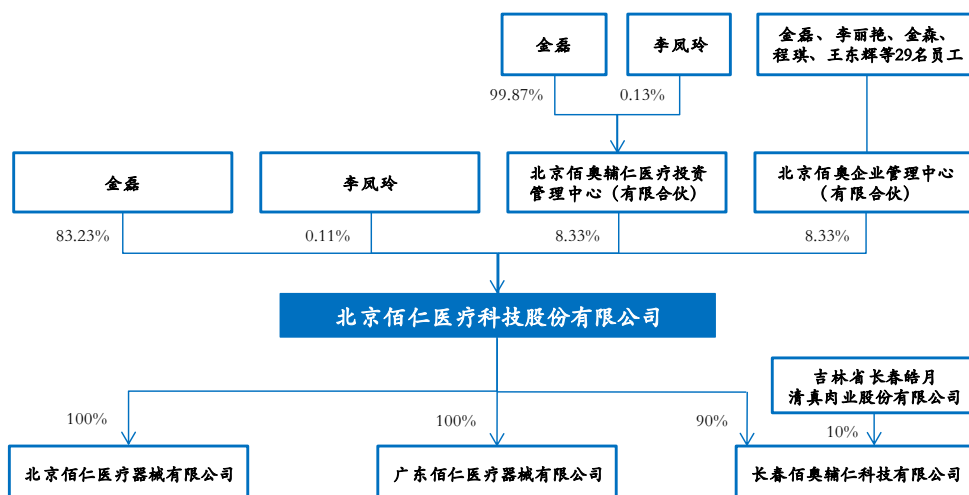 金磊
李凤玲
金磊、李丽艳、金森、
程琪、王东辉等29名员工
99.87%
0.13%
金磊
李凤玲
北京佰奥辅仁医疗投资
管理中心（有限合伙）
北京佰奥企业管理中心
（有限合伙）
83.23%
0.11%
8.33%
8.33%
北京佰仁医疗科技股份有限公司
吉林省长春皓月
清真肉业股份有限公司
100%
100%
90%
10%
北京佰仁医疗器械有限公司
广东佰仁医疗器械有限公司
长春佰奥辅仁科技有限公司